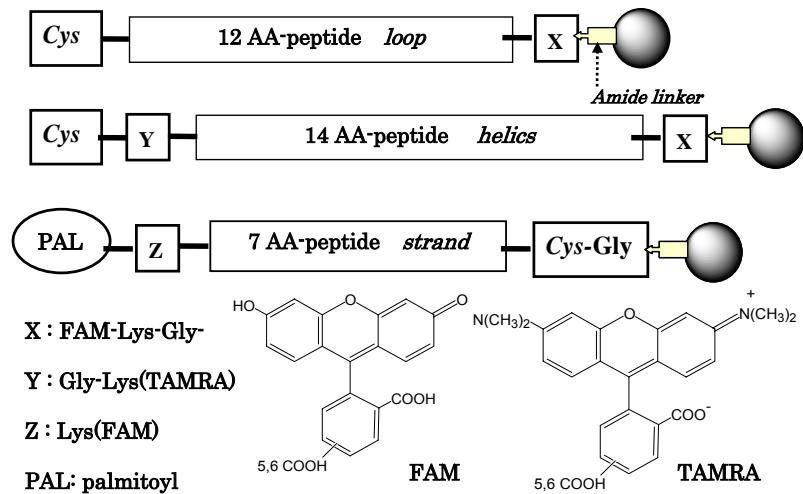 Cys 12 AA-peptide loop X
Amide linker
Cys Y 14 AA-peptide helics X
PAL Z 7 AA-peptide strand Cys-Gly
X : FAM-Lys-Gly-
Y : Gly-Lys(TAMRA)
Z : Lys(FAM)
PAL: palmitoyl
HO O O
COOH
5,6 COOH
FAM
N(CH₃)₂ O N(CH₃)₂ +
COO⁻
5,6 COOH
TAMRA